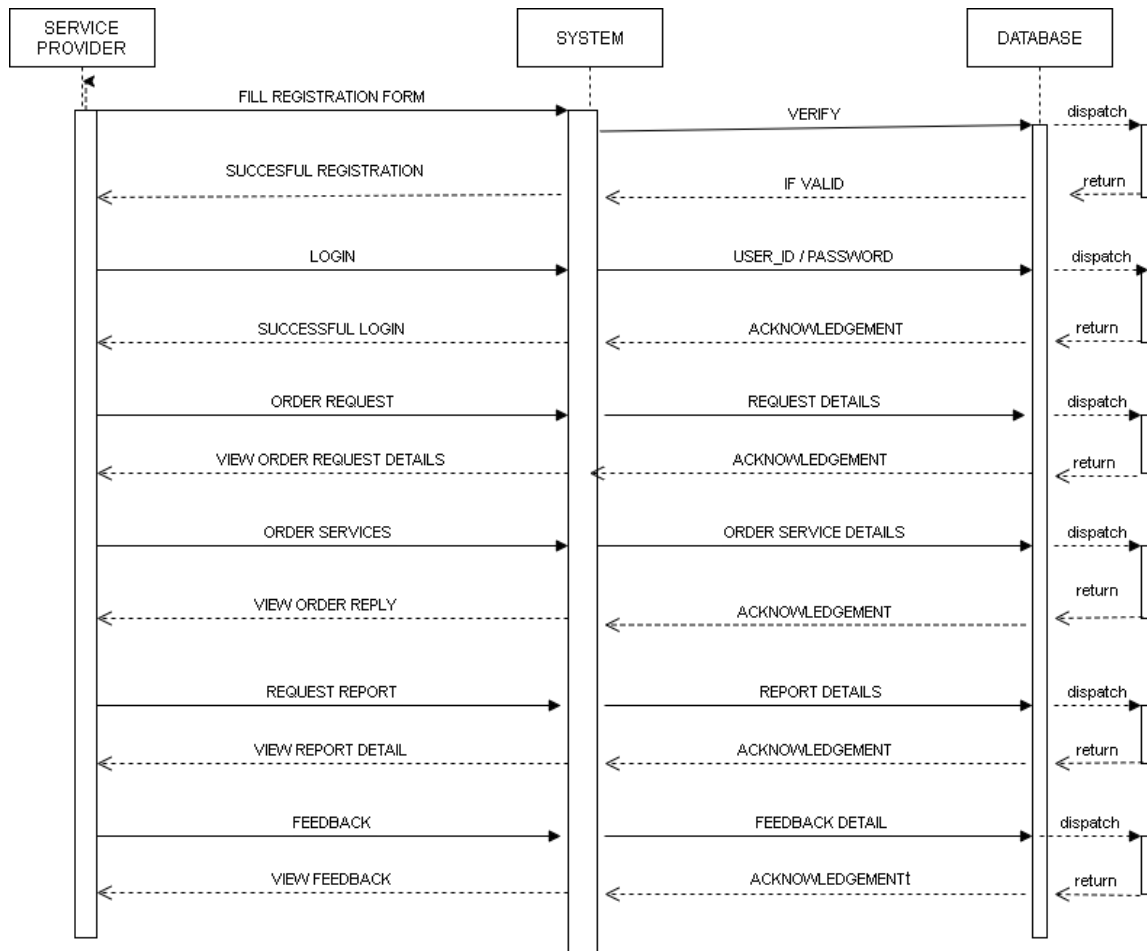 SERVICE
PROVIDER
SYSTEM
DATABASE
FILL REGISTRATION FORM
VERIFY
dispatch
SUCCESFUL REGISTRATION
IF VALID
return
LOGIN
USER_ID / PASSWORD
dispatch
SUCCESSFUL LOGIN
ACKNOWLEDGEMENT
return
ORDER REQUEST
REQUEST DETAILS
dispatch
VIEW ORDER REQUEST DETAILS
ACKNOWLEDGEMENT
return
ORDER SERVICES
ORDER SERVICE DETAILS
dispatch
VIEW ORDER REPLY
ACKNOWLEDGEMENT
return
REQUEST REPORT
REPORT DETAILS
dispatch
VIEW REPORT DETAIL
ACKNOWLEDGEMENT
return
FEEDBACK
FEEDBACK DETAIL
dispatch
VIEW FEEDBACK
ACKNOWLEDGEMENTt
return